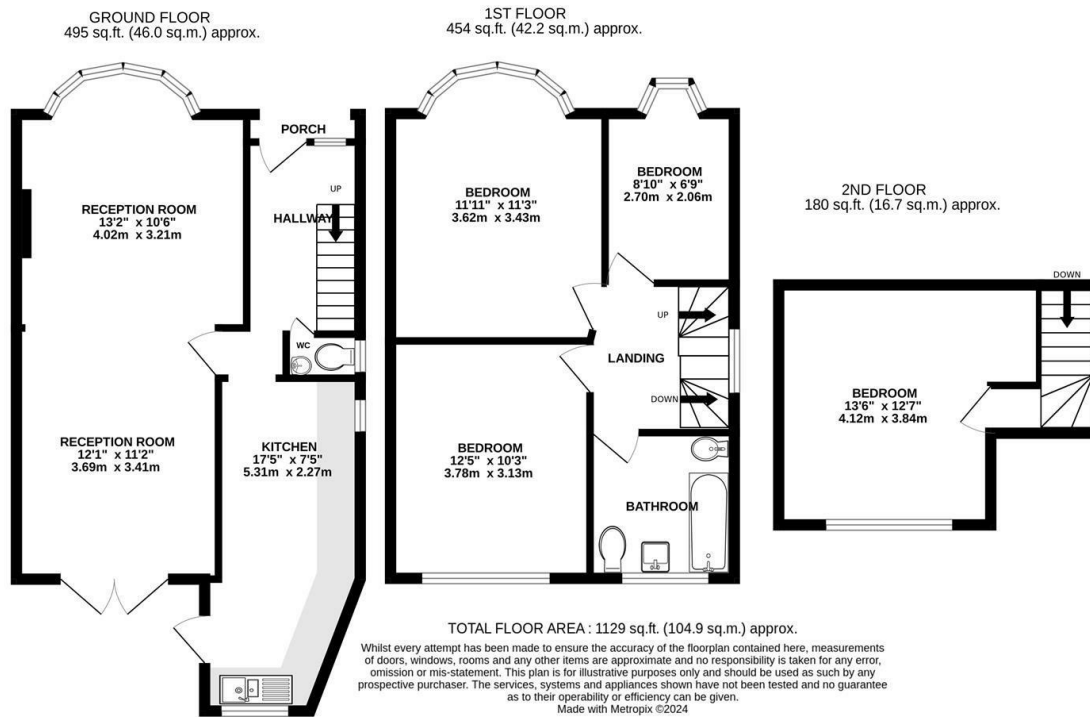 GROUND FLOOR
495 sq.ft. (46.0 sq.m.) approx.
PORCH
UP
HALLWAY
RECEPTION ROOM
13'2" x 10'6"
4.02m x 3.21m
WC
RECEPTION ROOM
12'1" x 11'2"
3.69m x 3.41m
KITCHEN
17'5" x 7'5"
5.31m x 2.27m
1ST FLOOR
454 sq.ft. (42.2 sq.m.) approx.
BEDROOM
11'11" x 11'3"
3.62m x 3.43m
BEDROOM
8'10" x 6'9"
2.70m x 2.06m
UP
LANDING
DOWN
BEDROOM
12'5" x 10'3"
3.78m x 3.13m
BATHROOM
2ND FLOOR
180 sq.ft. (16.7 sq.m.) approx.
DOWN
BEDROOM
13'6" x 12'7"
4.12m x 3.84m
TOTAL FLOOR AREA : 1129 sq.ft. (104.9 sq.m.) approx.
Whilst every attempt has been made to ensure the accuracy of the floorplan contained here, measurements
of doors, windows, rooms and any other items are approximate and no responsibility is taken for any error,
omission or mis-statement. This plan is for illustrative purposes only and should be used as such by any
prospective purchaser. The services, systems and appliances shown have not been tested and no guarantee
as to their operability or efficiency can be given.
Made with Metropix ©2024